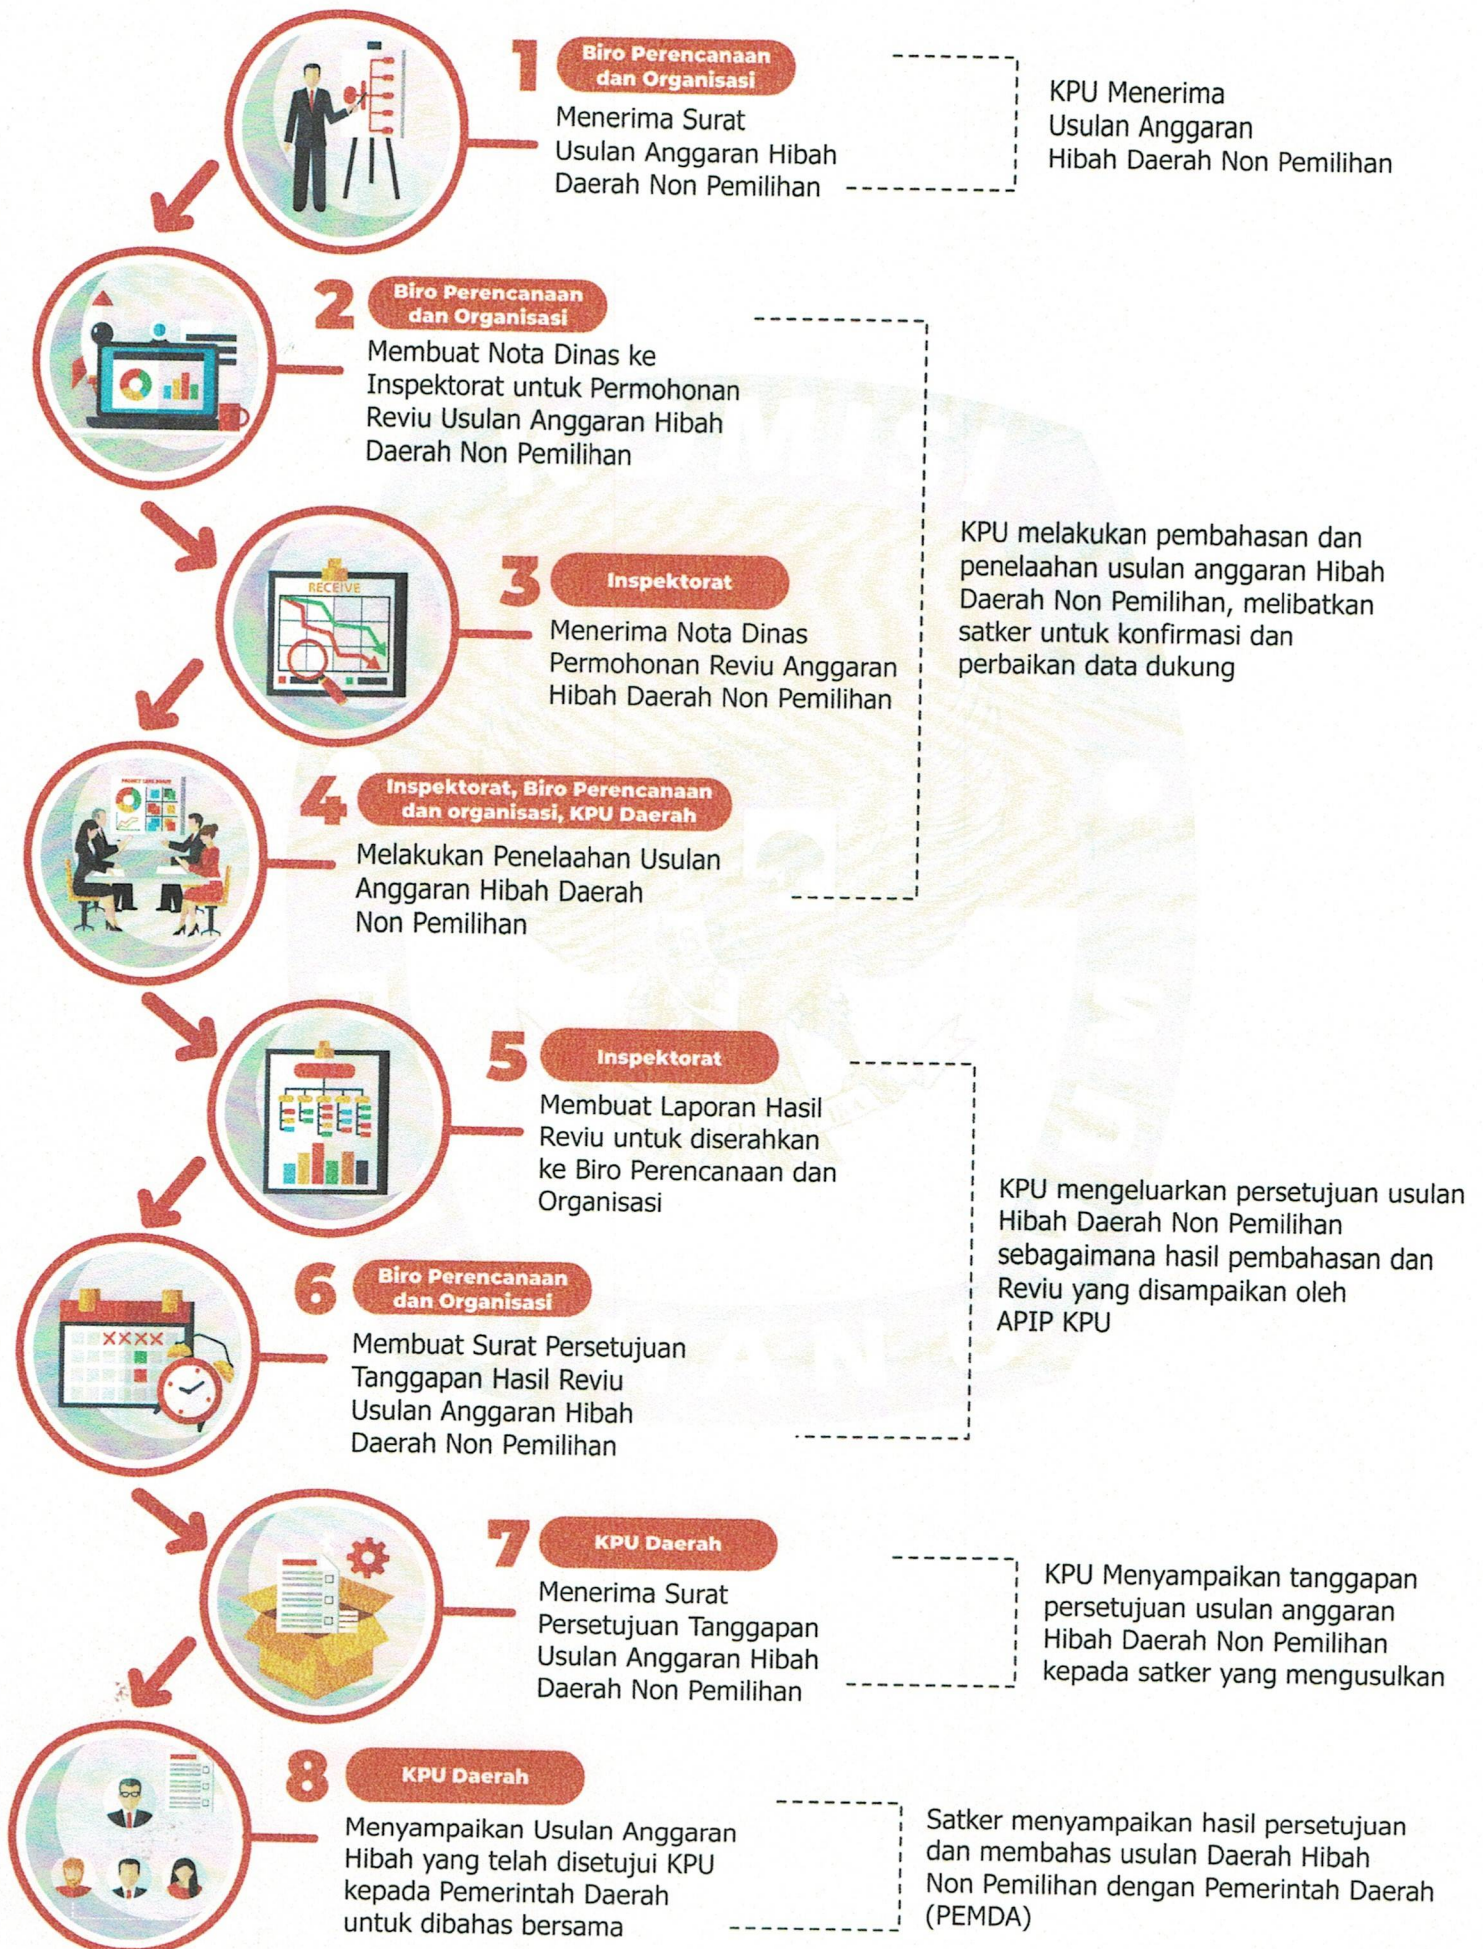 1
Biro Perencanaan
dan Organisasi
Menerima Surat
Usulan Anggaran Hibah
Daerah Non Pemilihan
KPU Menerima
Usulan Anggaran
Hibah Daerah Non Pemilihan
2
Biro Perencanaan
dan Organisasi
Membuat Nota Dinas ke
Inspektorat untuk Permohonan
Reviu Usulan Anggaran Hibah
Daerah Non Pemilihan
RECEIVE
3
Inspektorat
Menerima Nota Dinas
Permohonan Reviu Anggaran
Hibah Daerah Non Pemilihan
KPU melakukan pembahasan dan
penelaahan usulan anggaran Hibah
Daerah Non Pemilihan, melibatkan
satker untuk konfirmasi dan
perbaikan data dukung
4
Inspektorat, Biro Perencanaan
dan organisasi, KPU Daerah
Melakukan Penelaahan Usulan
Anggaran Hibah Daerah
Non Pemilihan
5
Inspektorat
Membuat Laporan Hasil
Reviu untuk diserahkan
ke Biro Perencanaan dan
Organisasi
KPU mengeluarkan persetujuan usulan
Hibah Daerah Non Pemilihan
sebagaimana hasil pembahasan dan
Reviu yang disampaikan oleh
APIP KPU
6
Biro Perencanaan
dan Organisasi
Membuat Surat Persetujuan
Tanggapan Hasil Reviu
Usulan Anggaran Hibah
Daerah Non Pemilihan
7
KPU Daerah
Menerima Surat
Persetujuan Tanggapan
Usulan Anggaran Hibah
Daerah Non Pemilihan
KPU Menyampaikan tanggapan
persetujuan usulan anggaran
Hibah Daerah Non Pemilihan
kepada satker yang mengusulkan
8
KPU Daerah
Menyampaikan Usulan Anggaran
Hibah yang telah disetujui KPU
kepada Pemerintah Daerah
untuk dibahas bersama
Satker menyampaikan hasil persetujuan
dan membahas usulan Daerah Hibah
Non Pemilihan dengan Pemerintah Daerah
(PEMDA)